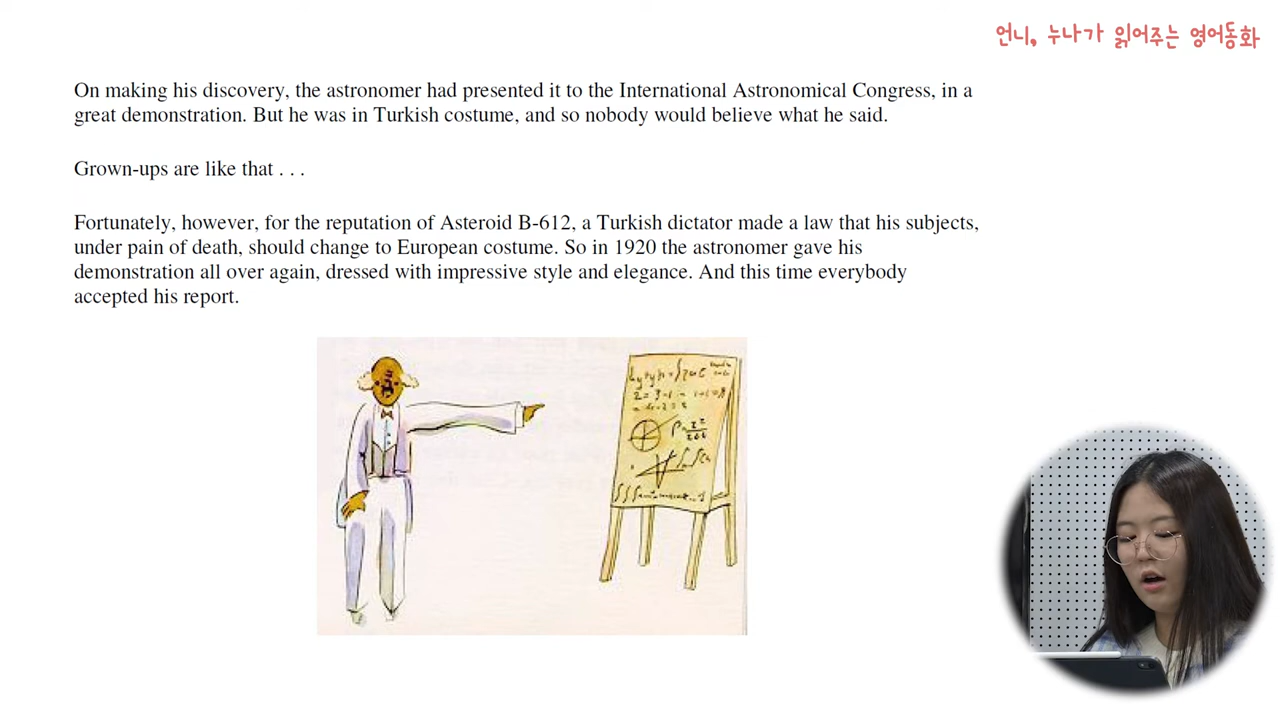 언니, 누나가 읽어주는 영어동화
On making his discovery, the astronomer had presented it to the International Astronomical Congress, in a
great demonstration. But he was in Turkish costume, and so nobody would believe what he said.
Grown-ups are like that . . .
Fortunately, however, for the reputation of Asteroid B-612, a Turkish dictator made a law that his subjects,
under pain of death, should change to European costume. So in 1920 the astronomer gave his
demonstration all over again, dressed with impressive style and elegance. And this time everybody
accepted his report.